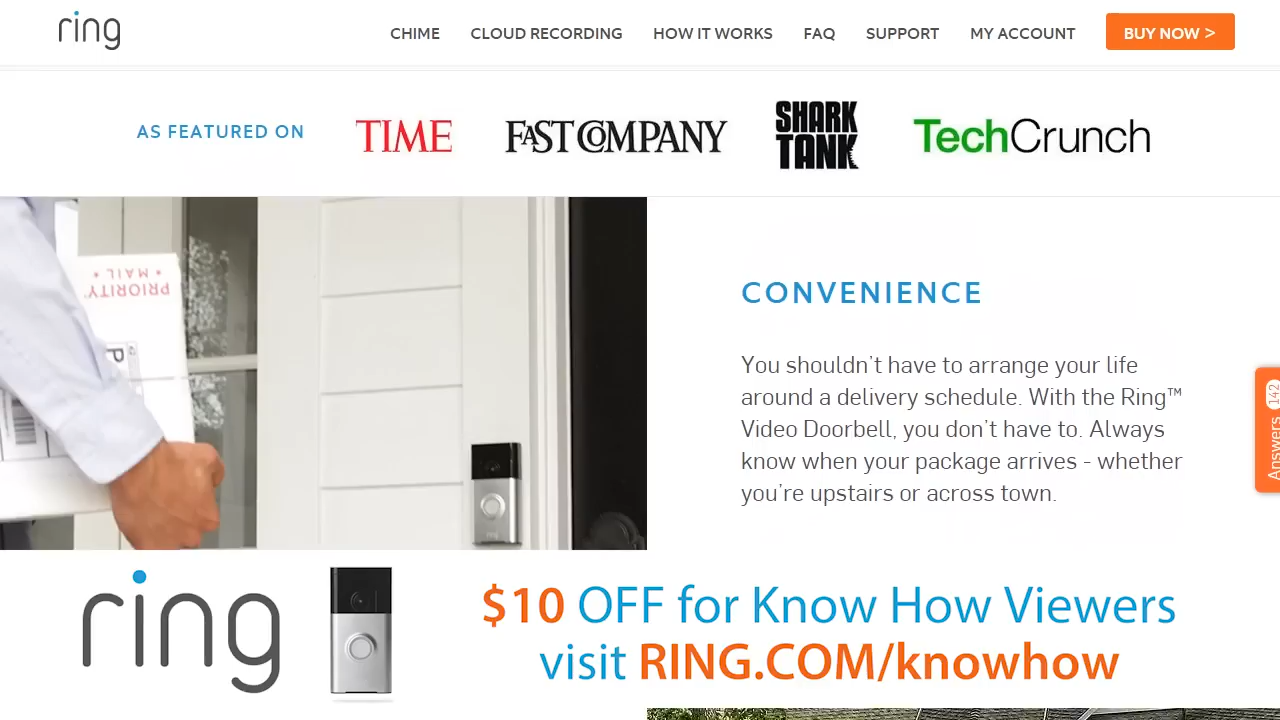 ring
CHIME CLOUD RECORDING HOW IT WORKS FAQ SUPPORT MY ACCOUNT BUY NOW >
AS FEATURED ON TIME FAST COMPANY SHARK TANK TechCrunch
PRIORITY
MAIL
P
CONVENIENCE
You shouldn't have to arrange your life
around a delivery schedule. With the Ring™
Video Doorbell, you don't have to. Always
know when your package arrives - whether
you're upstairs or across town.
Answers 142
ring
$10 OFF for Know How Viewers
visit RING.COM/knowhow